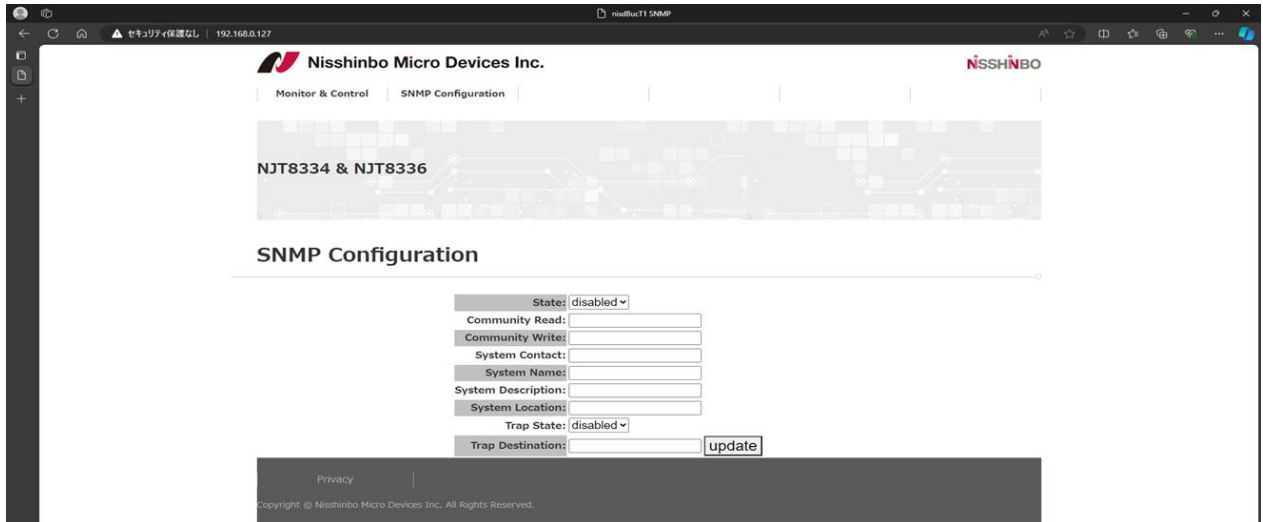 nisdBucT1 SNMP
セキュリティ保護なし | 192.168.0.127
Nisshinbo Micro Devices Inc.
NISSHINBO
Monitor & Control SNMP Configuration
NJT8334 & NJT8336
SNMP Configuration
State: disabled
Community Read:
Community Write:
System Contact:
System Name:
System Description:
System Location:
Trap State: disabled
Trap Destination: update
Privacy
Copyright © Nisshinbo Micro Devices Inc. All Rights Reserved.